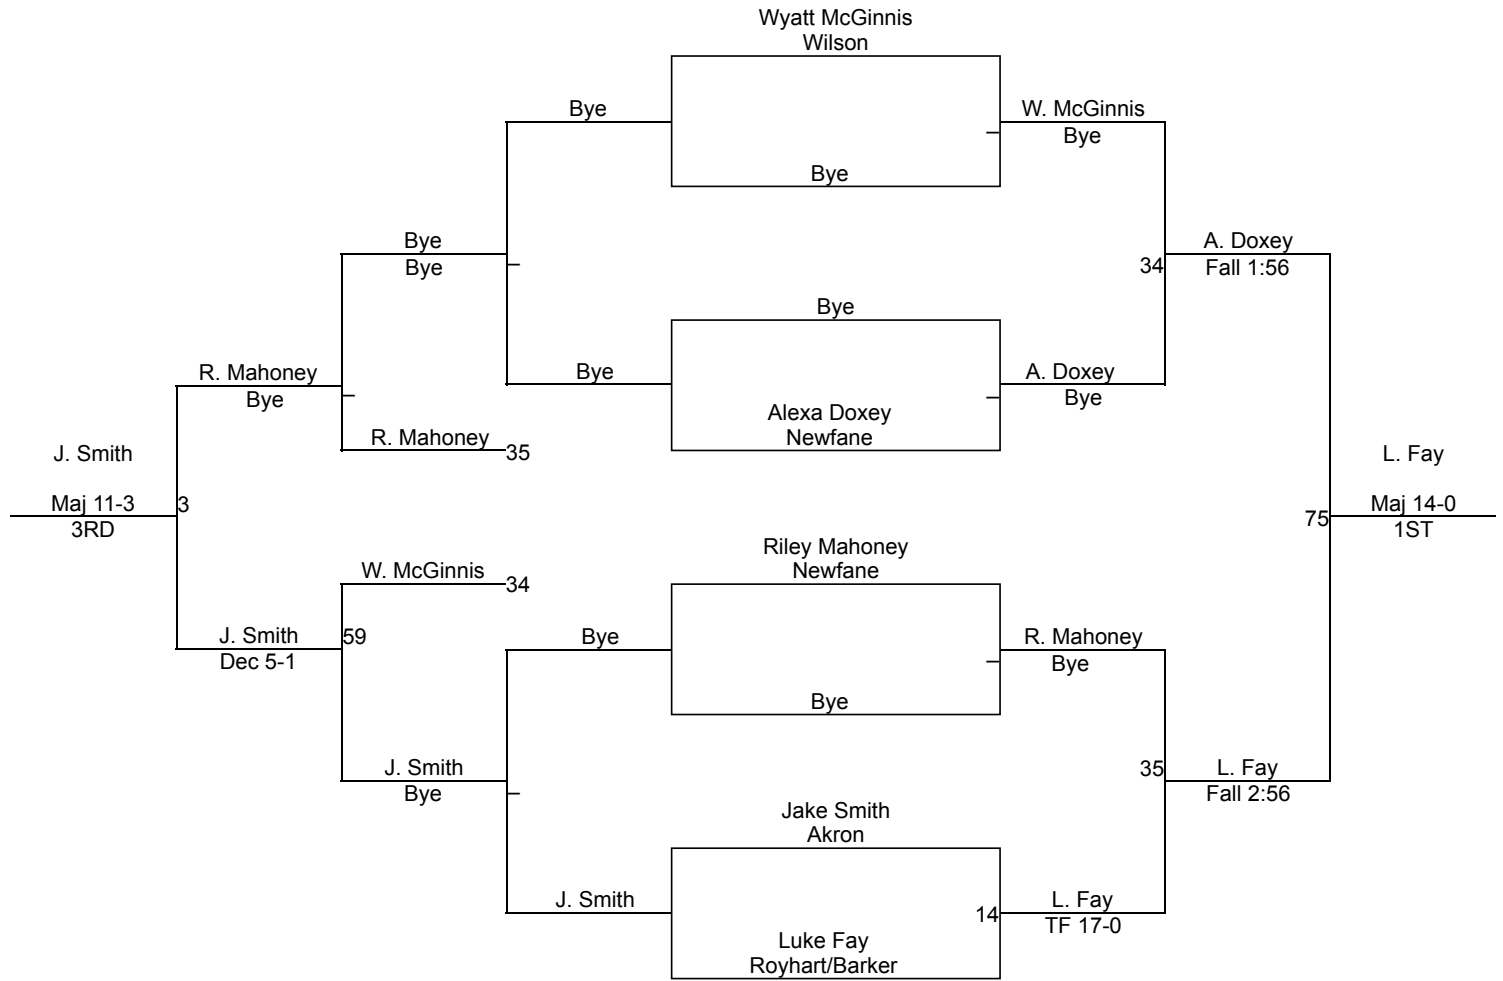 Wyatt McGinnis
Wilson
Bye
W. McGinnis
Bye
Bye
Bye
A. Doxey
Bye
34
Fall 1:56
Bye
R. Mahoney
Bye
A. Doxey
Bye
Bye
Alexa Doxey
Newfane
R. Mahoney
35
J. Smith
L. Fay
Maj 11-3
3
Maj 14-0
3RD
75
1ST
Riley Mahoney
Newfane
W. McGinnis
34
J. Smith
59
Bye
R. Mahoney
Dec 5-1
Bye
Bye
J. Smith
35
L. Fay
Bye
Fall 2:56
Jake Smith
Akron
J. Smith
14
L. Fay
TF 17-0
Luke Fay
Royhart/Barker